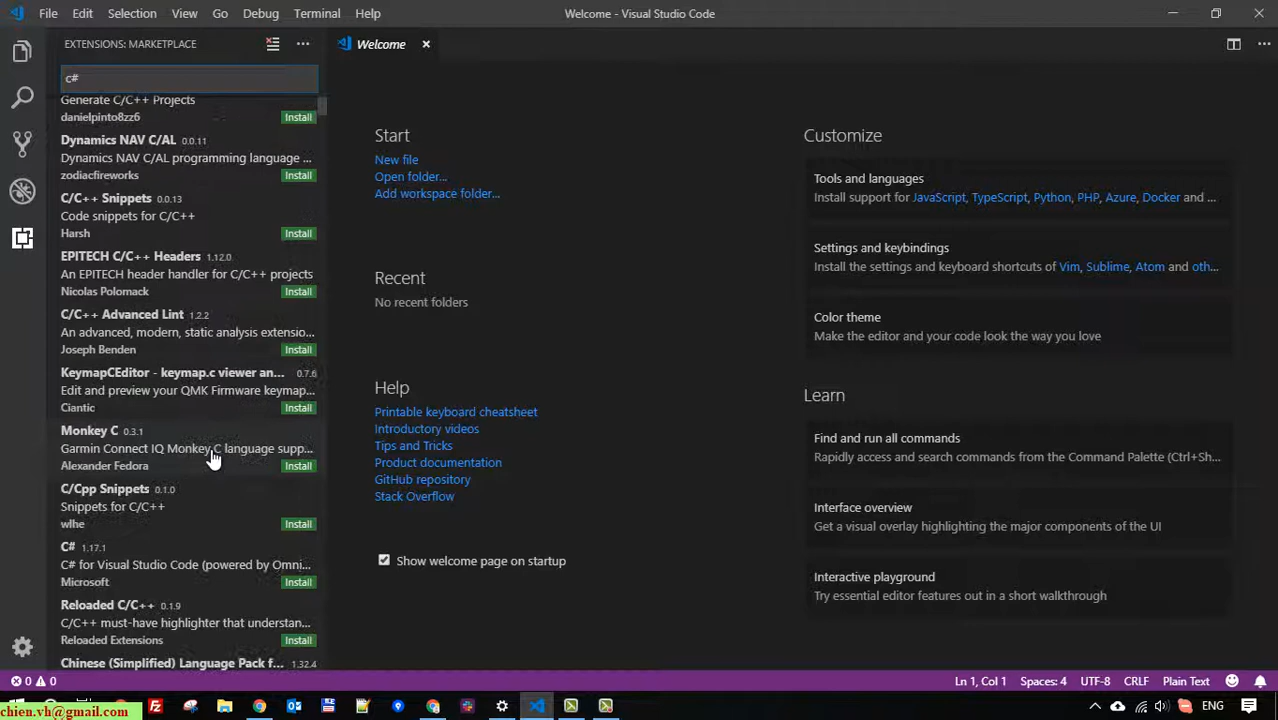 File Edit Selection View Go Debug Terminal Help
Welcome - Visual Studio Code
EXTENSIONS: MARKETPLACE
c#
Generate C/C++ Projects
danielpinto8zz6 Install
Dynamics NAV C/AL 0.0.11
Dynamics NAV C/AL programming language ...
zodiacfireworks Install
C/C++ Snippets 0.0.13
Code snippets for C/C++
Harsh Install
EPITECH C/C++ Headers 1.12.0
An EPITECH header handler for C/C++ projects
Nicolas Polomack Install
C/C++ Advanced Lint 1.2.2
An advanced, modern, static analysis extensio...
Joseph Benden Install
KeymapCEditor - keymap.c viewer an... 0.7.6
Edit and preview your QMK Firmware keymap...
Ciantic Install
Monkey C 0.3.1
Garmin Connect IQ Monkey C language supp...
Alexander Fedora Install
C/Cpp Snippets 0.1.0
Snippets for C/C++
wlhe Install
C# 1.17.1
C# for Visual Studio Code (powered by Omni...
Microsoft Install
Reloaded C/C++ 0.1.9
C/C++ must-have highlighter that understan...
Reloaded Extensions Install
Chinese (Simplified) Language Pack f... 1.32.4
Welcome
Start
New file
Open folder...
Add workspace folder...
Recent
No recent folders
Help
Printable keyboard cheatsheet
Introductory videos
Tips and Tricks
Product documentation
GitHub repository
Stack Overflow
Show welcome page on startup
Customize
Tools and languages
Install support for JavaScript, TypeScript, Python, PHP, Azure, Docker and ...
Settings and keybindings
Install the settings and keyboard shortcuts of Vim, Sublime, Atom and oth...
Color theme
Make the editor and your code look the way you love
Learn
Find and run all commands
Rapidly access and search commands from the Command Palette (Ctrl+Sh...
Interface overview
Get a visual overlay highlighting the major components of the UI
Interactive playground
Try essential editor features out in a short walkthrough
0 0
Ln 1, Col 1 Spaces: 4 UTF-8 CRLF Plain Text
chien.vh@gmail.com
ENG